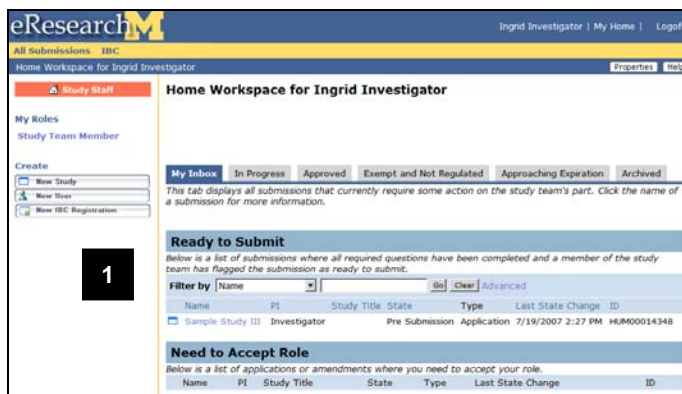 eResearch M
Ingrid Investigator | My Home | Logoff
All Submissions IBC
Home Workspace for Ingrid Investigator
Properties Help
Study Staff
My Roles
Study Team Member
Create
New Study
New User
New IBC Registration
1
Home Workspace for Ingrid Investigator
My Inbox In Progress Approved Exempt and Not Regulated Approaching Expiration Archived
This tab displays all submissions that currently require some action on the study team's part. Click the name of
a submission for more information.
Ready to Submit
Below is a list of submissions where all required questions have been completed and a member of the study
team has flagged the submission as ready to submit.
Filter by Name Go Clear Advanced
Name PI Study Title State Type Last State Change ID
Sample Study III Investigator Pre Submission Application 7/19/2007 2:27 PM HUM00014348
Need to Accept Role
Below is a list of applications or amendments where you need to accept your role.
Name PI Study Title State Type Last State Change ID